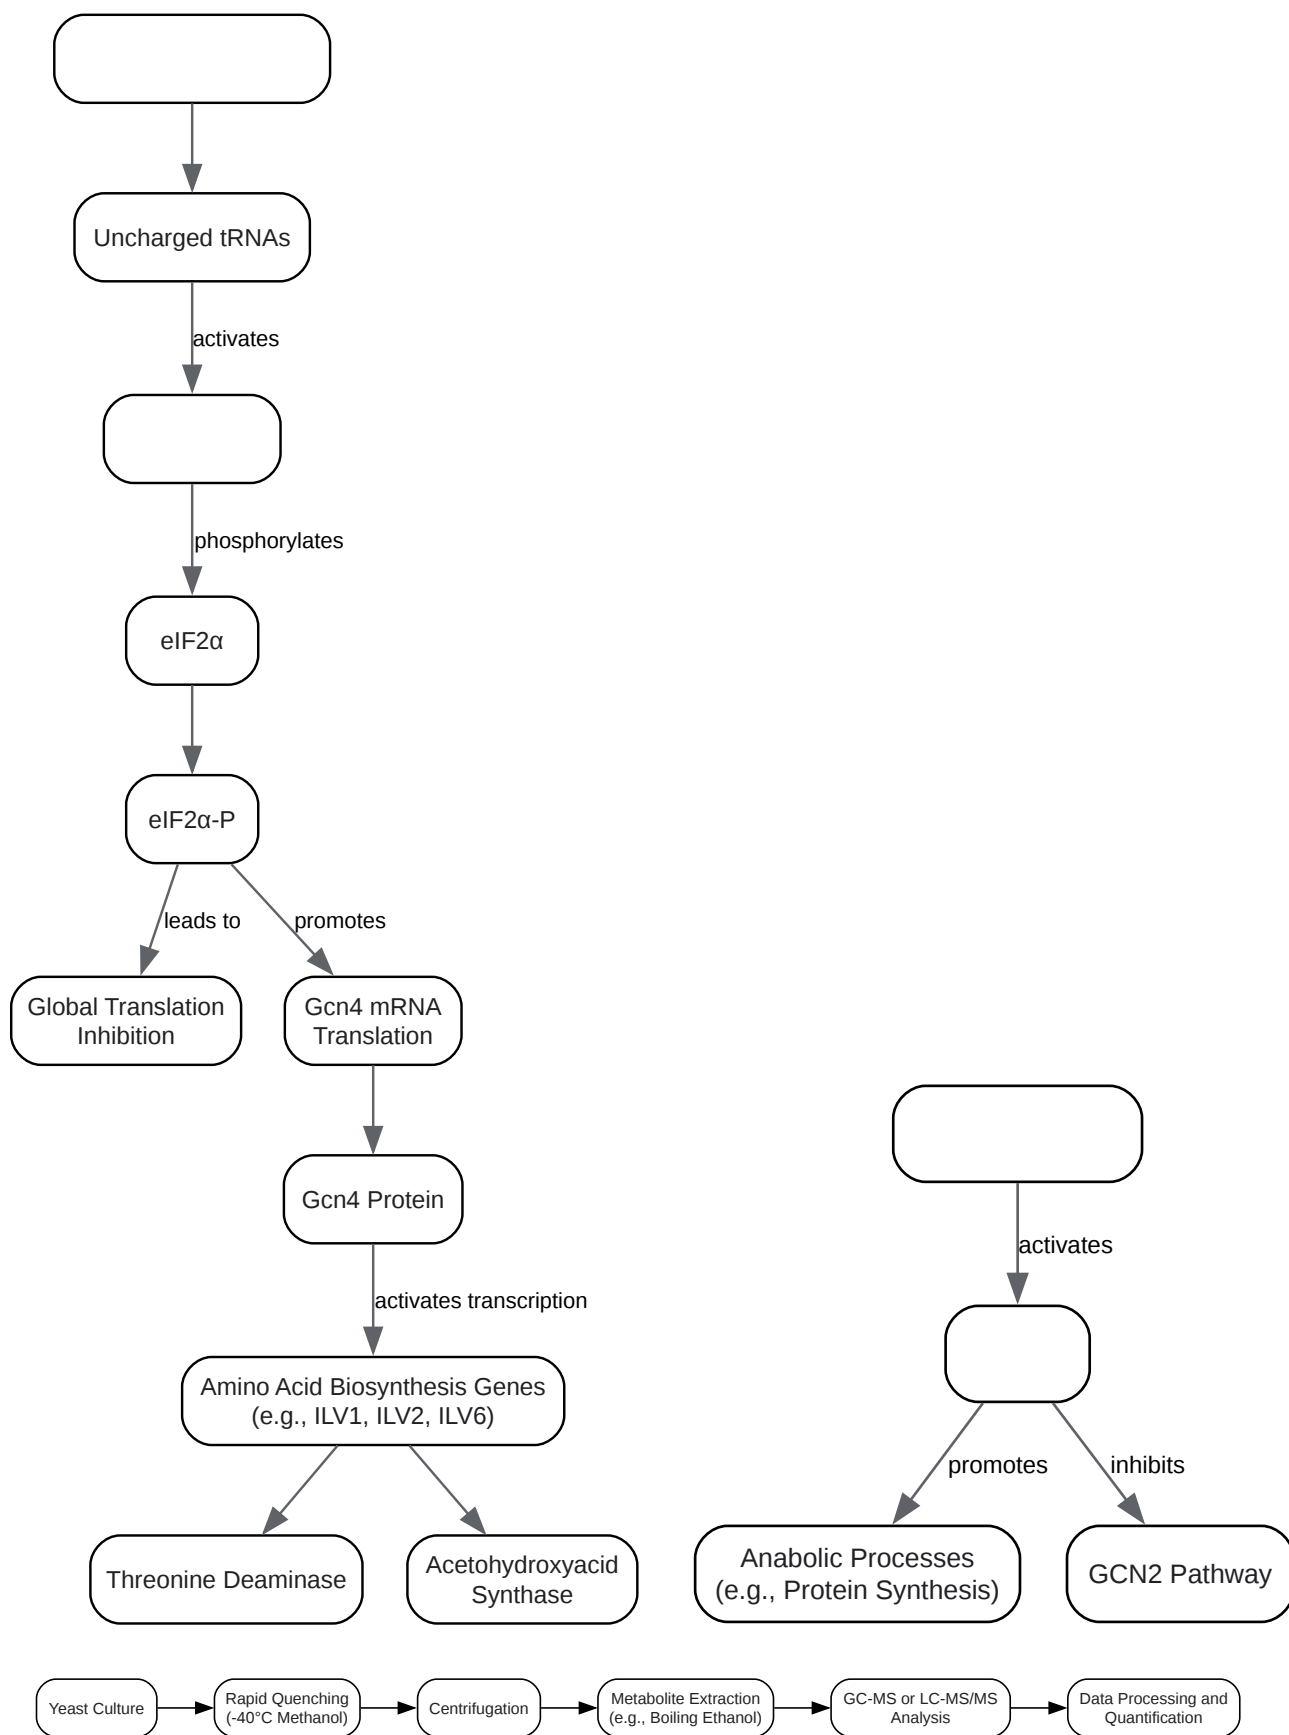 Uncharged tRNAs
activates
phosphorylates
eIF2α
eIF2α-P
leads to
promotes
Global Translation
Inhibition
Gcn4 mRNA
Translation
Gcn4 Protein
activates transcription
Amino Acid Biosynthesis Genes
(e.g., ILV1, ILV2, ILV6)
Threonine Deaminase
Acetohydroxyacid
Synthase
activates
promotes
inhibits
Anabolic Processes
(e.g., Protein Synthesis)
GCN2 Pathway
Yeast Culture
Rapid Quenching
(-40°C Methanol)
Centrifugation
Metabolite Extraction
(e.g., Boiling Ethanol)
GC-MS or LC-MS/MS
Analysis
Data Processing and
Quantification